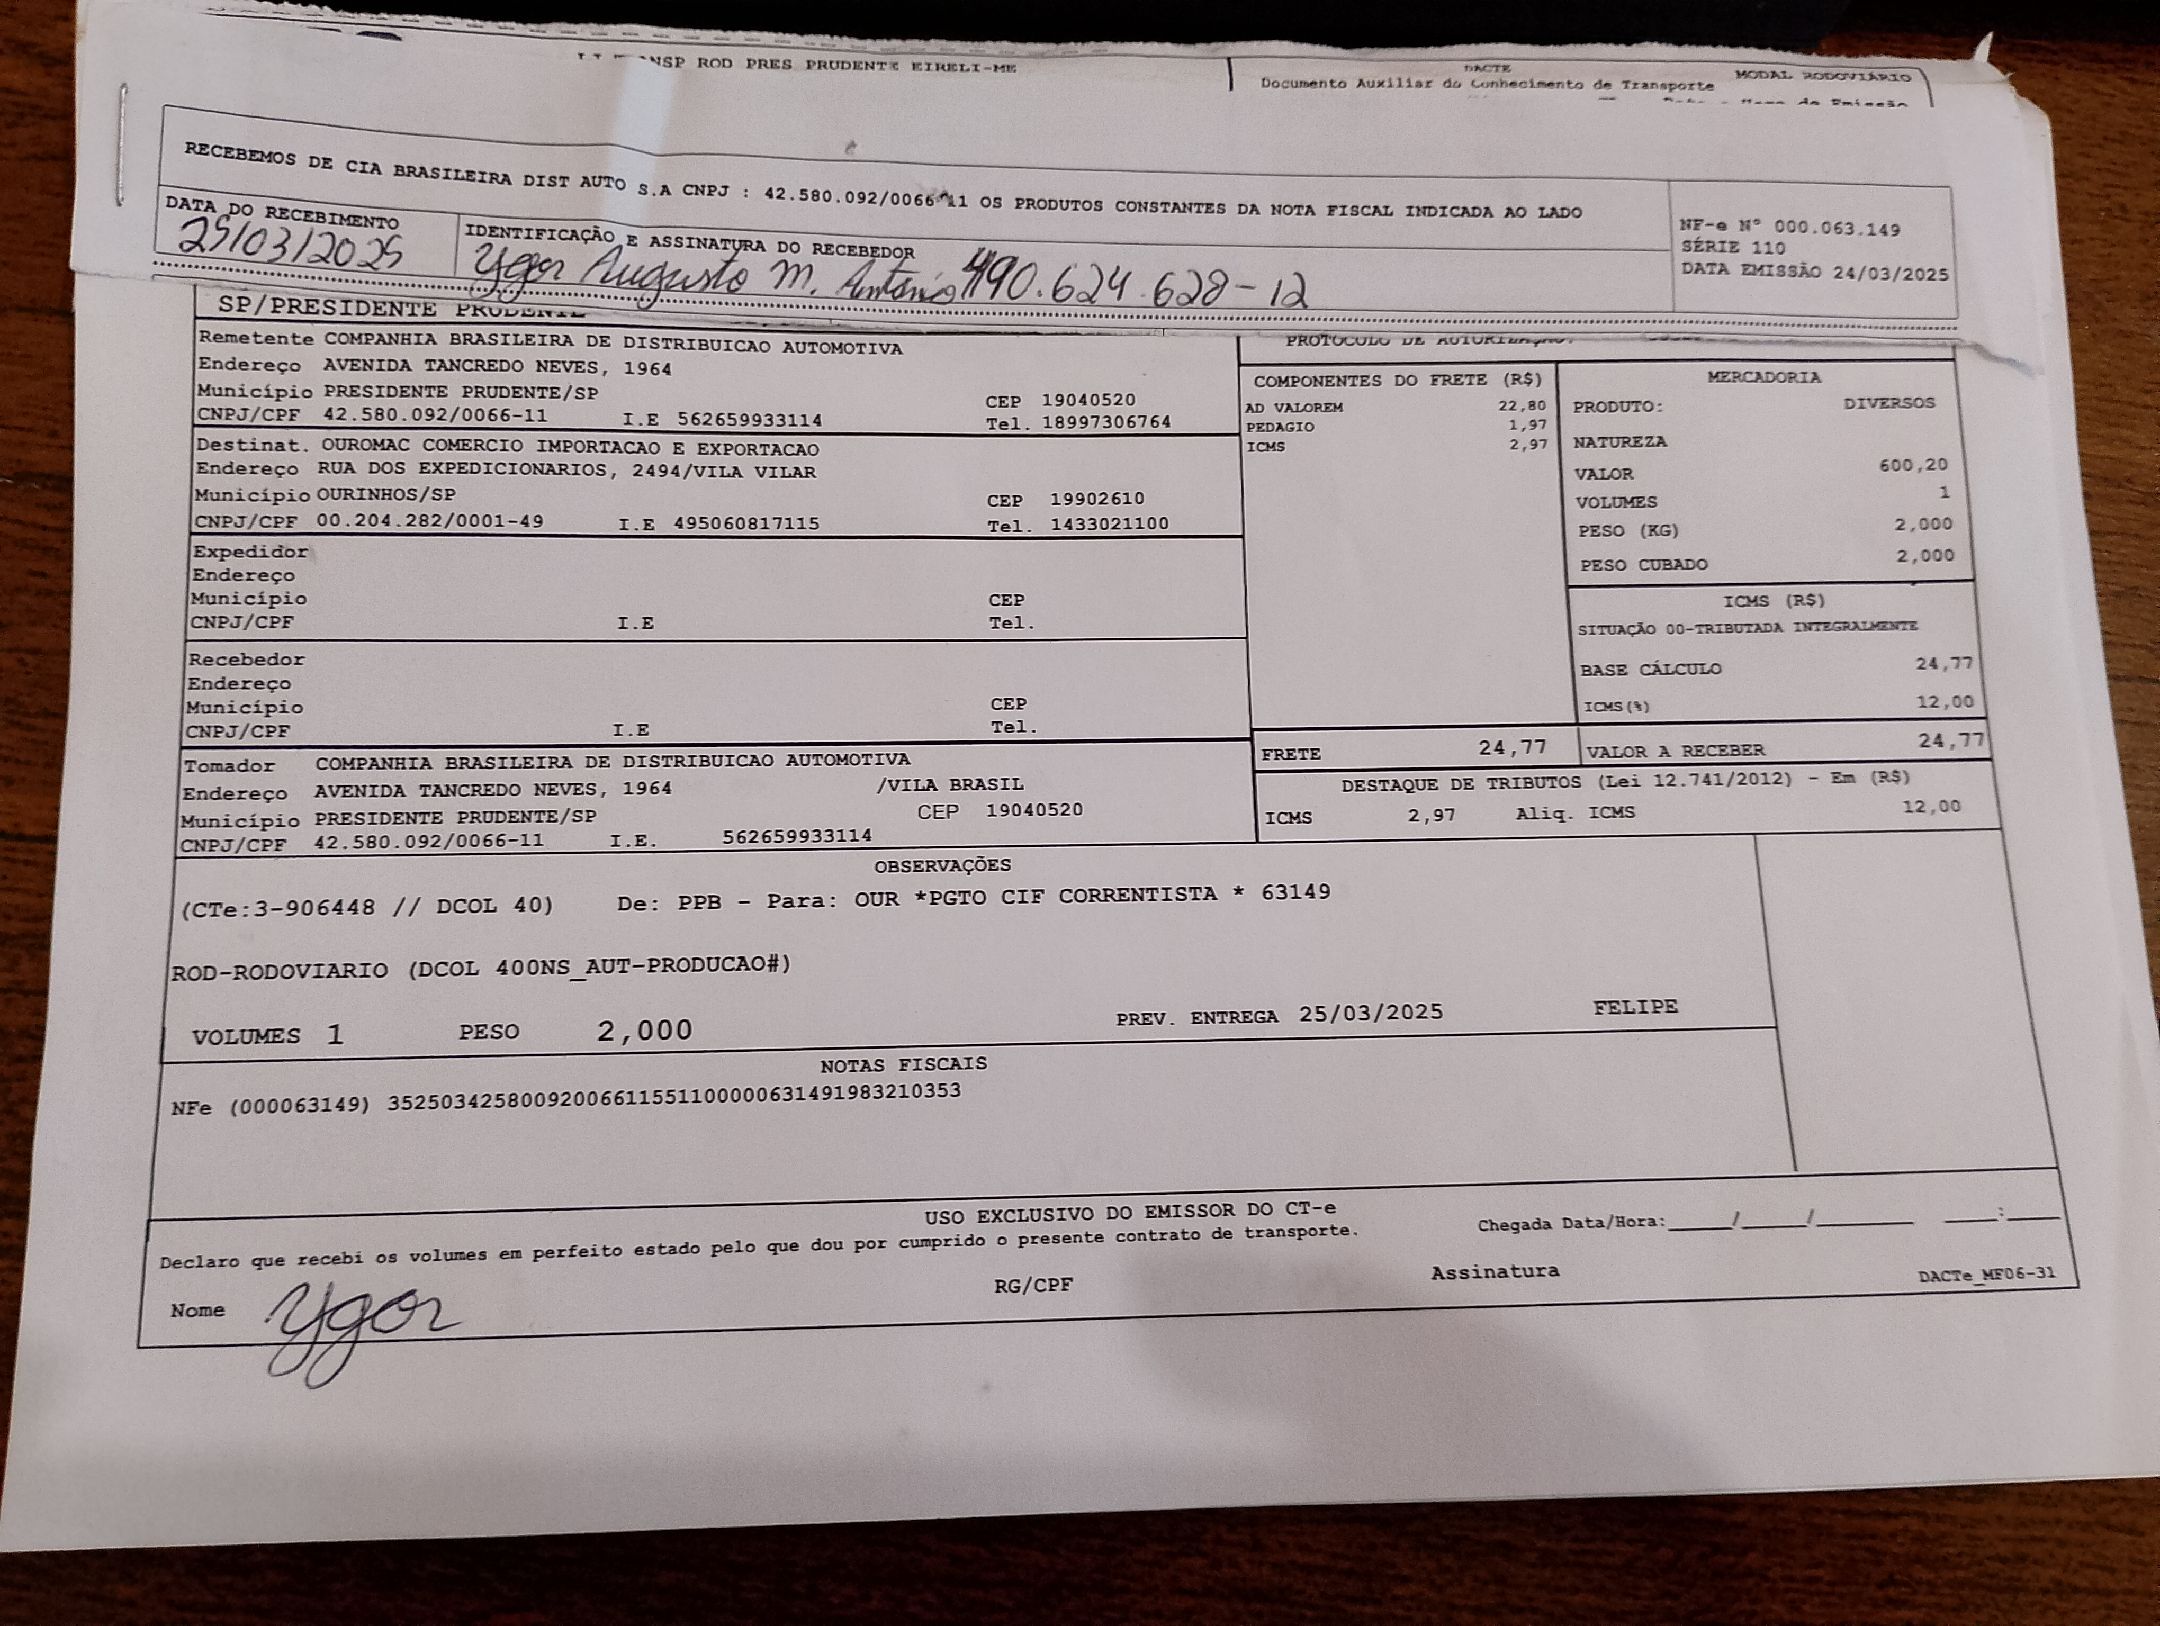 NSP ROD PRES PRUDENTE EIRELI-ME
DACTE
Documento Auxiliar do Conhecimento de Transporte
MODAL RODOVIÁRIO
RECEBEMOS DE CIA BRASILEIRA DIST AUTO S.A CNPJ : 42.580.092/0066-11 OS PRODUTOS CONSTANTES DA NOTA FISCAL INDICADA AO LADO
DATA DO RECEBIMENTO
25/03/2025
IDENTIFICAÇÃO E ASSINATURA DO RECEBEDOR
Ygor Augusto M. Antônio 490.624.628-12
NF-e Nº 000.063.149
SÉRIE 110
DATA EMISSÃO 24/03/2025
SP/PRESIDENTE PRUDENTE
Remetente COMPANHIA BRASILEIRA DE DISTRIBUICAO AUTOMOTIVA
Endereço AVENIDA TANCREDO NEVES, 1964
Município PRESIDENTE PRUDENTE/SP CEP 19040520
CNPJ/CPF 42.580.092/0066-11 I.E 562659933114 Tel. 18997306764
Destinat. OUROMAC COMERCIO IMPORTACAO E EXPORTACAO
Endereço RUA DOS EXPEDICIONARIOS, 2494/VILA VILAR
Município OURINHOS/SP CEP 19902610
CNPJ/CPF 00.204.282/0001-49 I.E 495060817115 Tel. 1433021100
Expedidor
Endereço
Município CEP
CNPJ/CPF I.E Tel.
Recebedor
Endereço
Município CEP
CNPJ/CPF I.E Tel.
Tomador COMPANHIA BRASILEIRA DE DISTRIBUICAO AUTOMOTIVA
Endereço AVENIDA TANCREDO NEVES, 1964 /VILA BRASIL
Município PRESIDENTE PRUDENTE/SP CEP 19040520
CNPJ/CPF 42.580.092/0066-11 I.E. 562659933114
PROTOCOLO DE AUTORIZAÇÃO:
COMPONENTES DO FRETE (R$)
AD VALOREM 22,80
PEDAGIO 1,97
ICMS 2,97
MERCADORIA
PRODUTO: DIVERSOS
NATUREZA
VALOR 600,20
VOLUMES 1
PESO (KG) 2,000
PESO CUBADO 2,000
ICMS (R$)
SITUAÇÃO 00-TRIBUTADA INTEGRALMENTE
BASE CÁLCULO 24,77
ICMS(%) 12,00
FRETE 24,77 VALOR A RECEBER 24,77
DESTAQUE DE TRIBUTOS (Lei 12.741/2012) - Em (R$)
ICMS 2,97 Aliq. ICMS 12,00
OBSERVAÇÕES
(CTe:3-906448 // DCOL 40) De: PPB - Para: OUR *PGTO CIF CORRENTISTA * 63149
ROD-RODOVIARIO (DCOL 400NS_AUT-PRODUCAO#)
VOLUMES 1 PESO 2,000 PREV. ENTREGA 25/03/2025 FELIPE
NOTAS FISCAIS
NFe (000063149) 35250342580092006611551100000631491983210353
USO EXCLUSIVO DO EMISSOR DO CT-e
Declaro que recebi os volumes em perfeito estado pelo que dou por cumprido o presente contrato de transporte.
Chegada Data/Hora:_____/_____/________ ____:____
Nome Ygor RG/CPF Assinatura DACTe_MF06-31